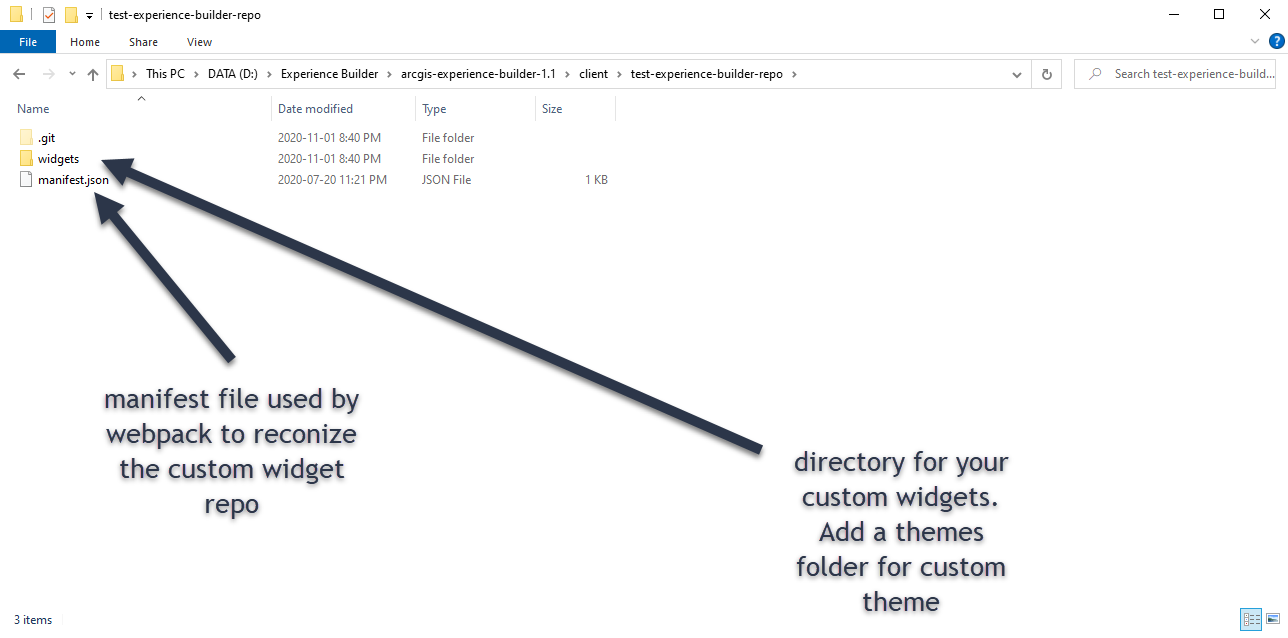 test-experience-builder-repo
File Home Share View
This PC DATA (D:) Experience Builder arcgis-experience-builder-1.1 client test-experience-builder-repo
Search test-experience-build...
Name Date modified Type Size
.git 2020-11-01 8:40 PM File folder
widgets 2020-11-01 8:40 PM File folder
manifest.json 2020-07-20 11:21 PM JSON File 1 KB
manifest file used by
webpack to reconize
the custom widget
repo
directory for your
custom widgets.
Add a themes
folder for custom
theme
3 items